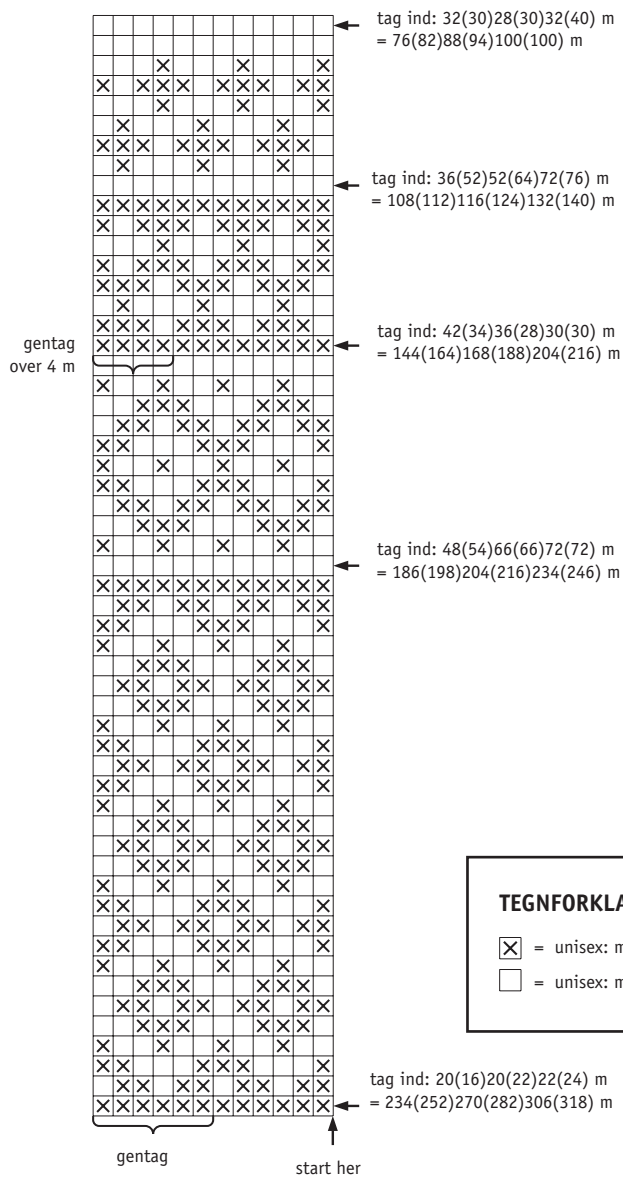 tag ind: 32(30)28(30)32(40) m
= 76(82)88(94)100(100) m
tag ind: 36(52)52(64)72(76) m
= 108(112)116(124)132(140) m
tag ind: 42(34)36(28)30(30) m
= 144(164)168(188)204(216) m
gentag
over 4 m
tag ind: 48(54)66(66)72(72) m
= 186(198)204(216)234(246) m
TEGNFORKLA
= unisex: m
= unisex: m
tag ind: 20(16)20(22)22(24) m
= 234(252)270(282)306(318) m
gentag
start her